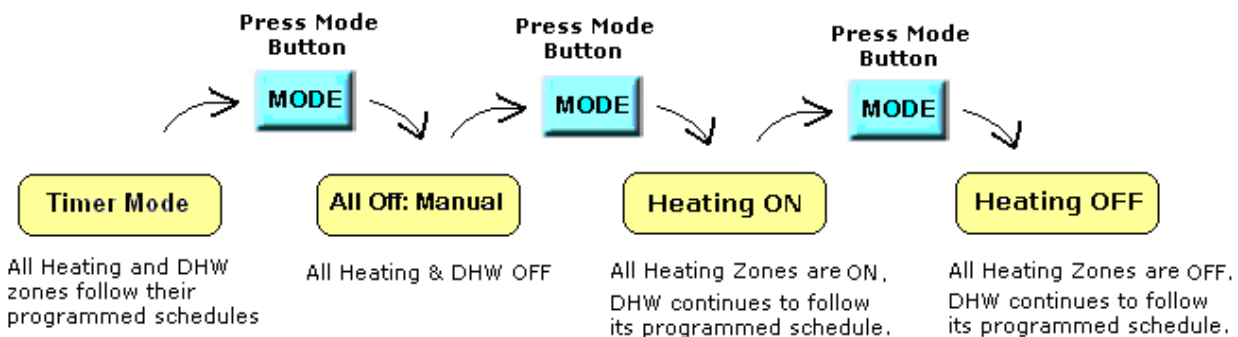 Press Mode
Button
Press Mode
Button
Press Mode
Button
MODE
MODE
MODE
Timer Mode
All Off: Manual
Heating ON
Heating OFF
All Heating and DHW
zones follow their
programmed schedules
All Heating & DHW OFF
All Heating Zones are ON,
DHW continues to follow
its programmed schedule.
All Heating Zones are OFF,
DHW continues to follow
its programmed schedule.